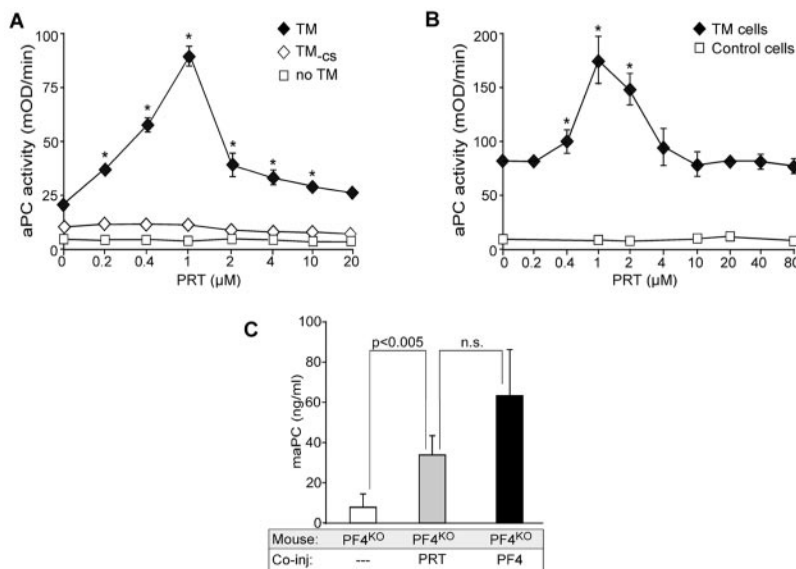 A
TM
TM-cs
no TM
aPC activity (mOD/min)
100
75
50
25
0
* * * * * *
0 0.2 0.4 1 2 4 10 20
PRT (µM)
B
TM cells
Control cells
aPC activity (mOD/min)
200
150
100
50
0
* * *
0 0.2 0.4 1 2 4 10 20 40 80
PRT (µM)
C
maPC (ng/ml)
100
80
60
40
20
0
p<0.005
n.s.
Mouse: PF4KO PF4KO PF4KO
Co-inj: --- PRT PF4